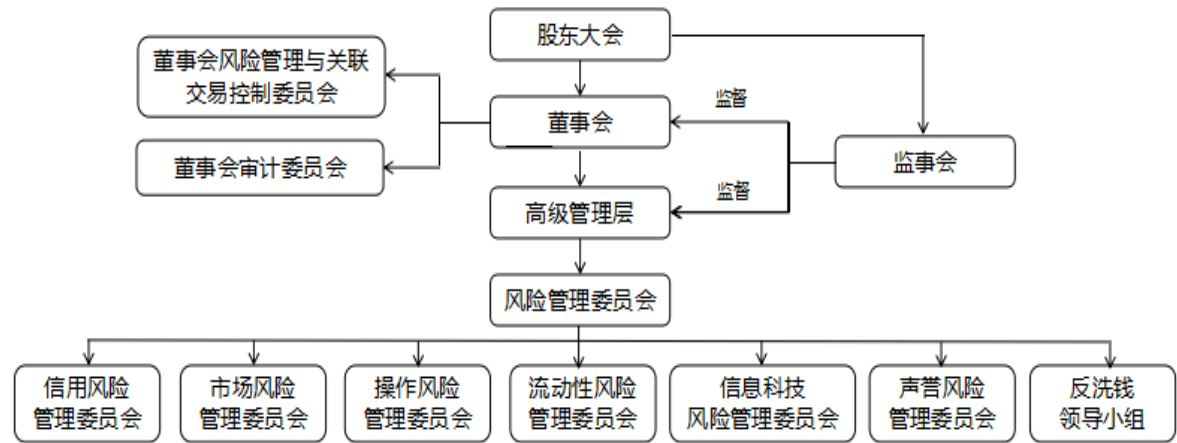 股东大会
董事会风险管理与关联
交易控制委员会
监督
董事会
监事会
董事会审计委员会
监督
高级管理层
风险管理委员会
信用风险
管理委员会
市场风险
管理委员会
操作风险
管理委员会
流动性风险
管理委员会
信息科技
风险管理委员会
声誉风险
管理委员会
反洗钱
领导小组